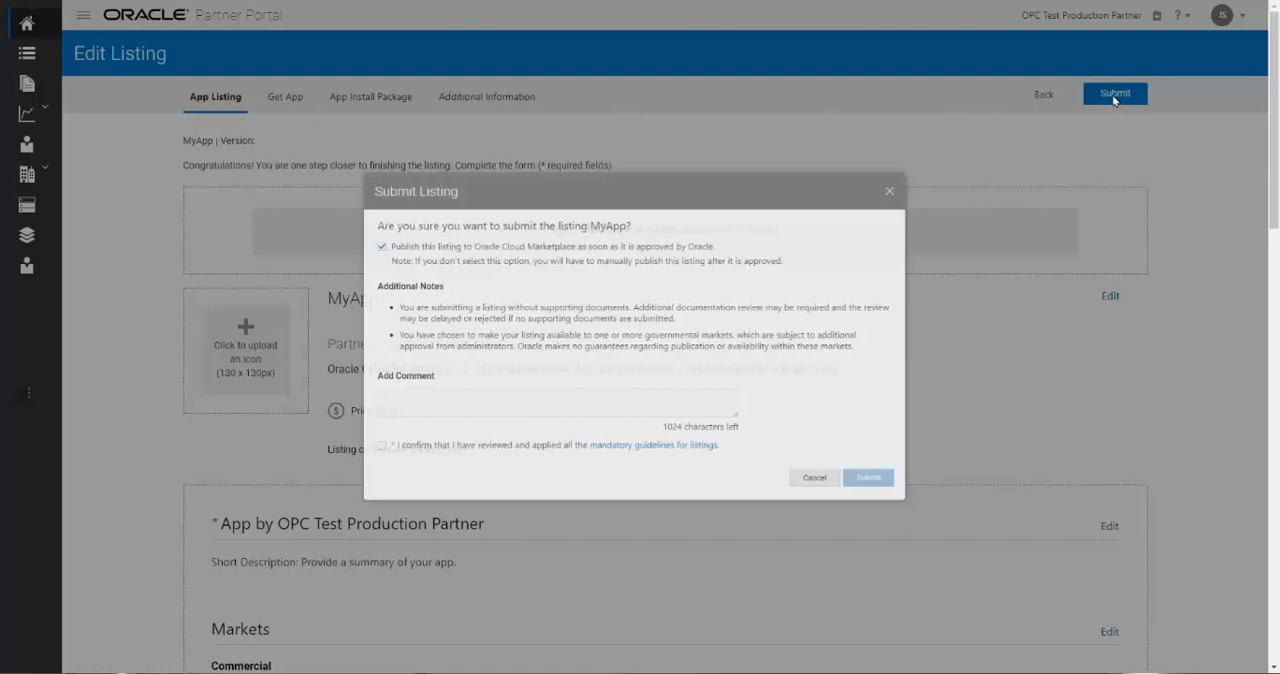 ORACLE Partner Portal
OPC Test Production Partner
?
JS
Edit Listing
App Listing
Get App
App Install Package
Additional Information
Back
Submit
MyApp | Version:
Congratulations! You are one step closer to finishing the listing. Complete the form (* required fields)
Submit Listing
Are you sure you want to submit the listing MyApp?
Publish this listing to Oracle Cloud Marketplace as soon as it is approved by Oracle.
Note: If you don't select this option, you will have to manually publish this listing after it is approved.
Additional Notes
• You are submitting a listing without supporting documents. Additional documentation review may be required and the review
may be delayed or rejected if no supporting documents are submitted.
• You have chosen to make your listing available to one or more governmental markets, which are subject to additional
approval from administrators. Oracle makes no guarantees regarding publication or availability within these markets.
Add Comment
1024 characters left
* I confirm that I have reviewed and applied all the mandatory guidelines for listings.
Cancel
Submit
Edit
Click to upload
an icon
(130 x 130px)
* App by OPC Test Production Partner
Edit
Short Description: Provide a summary of your app.
Markets
Edit
Commercial